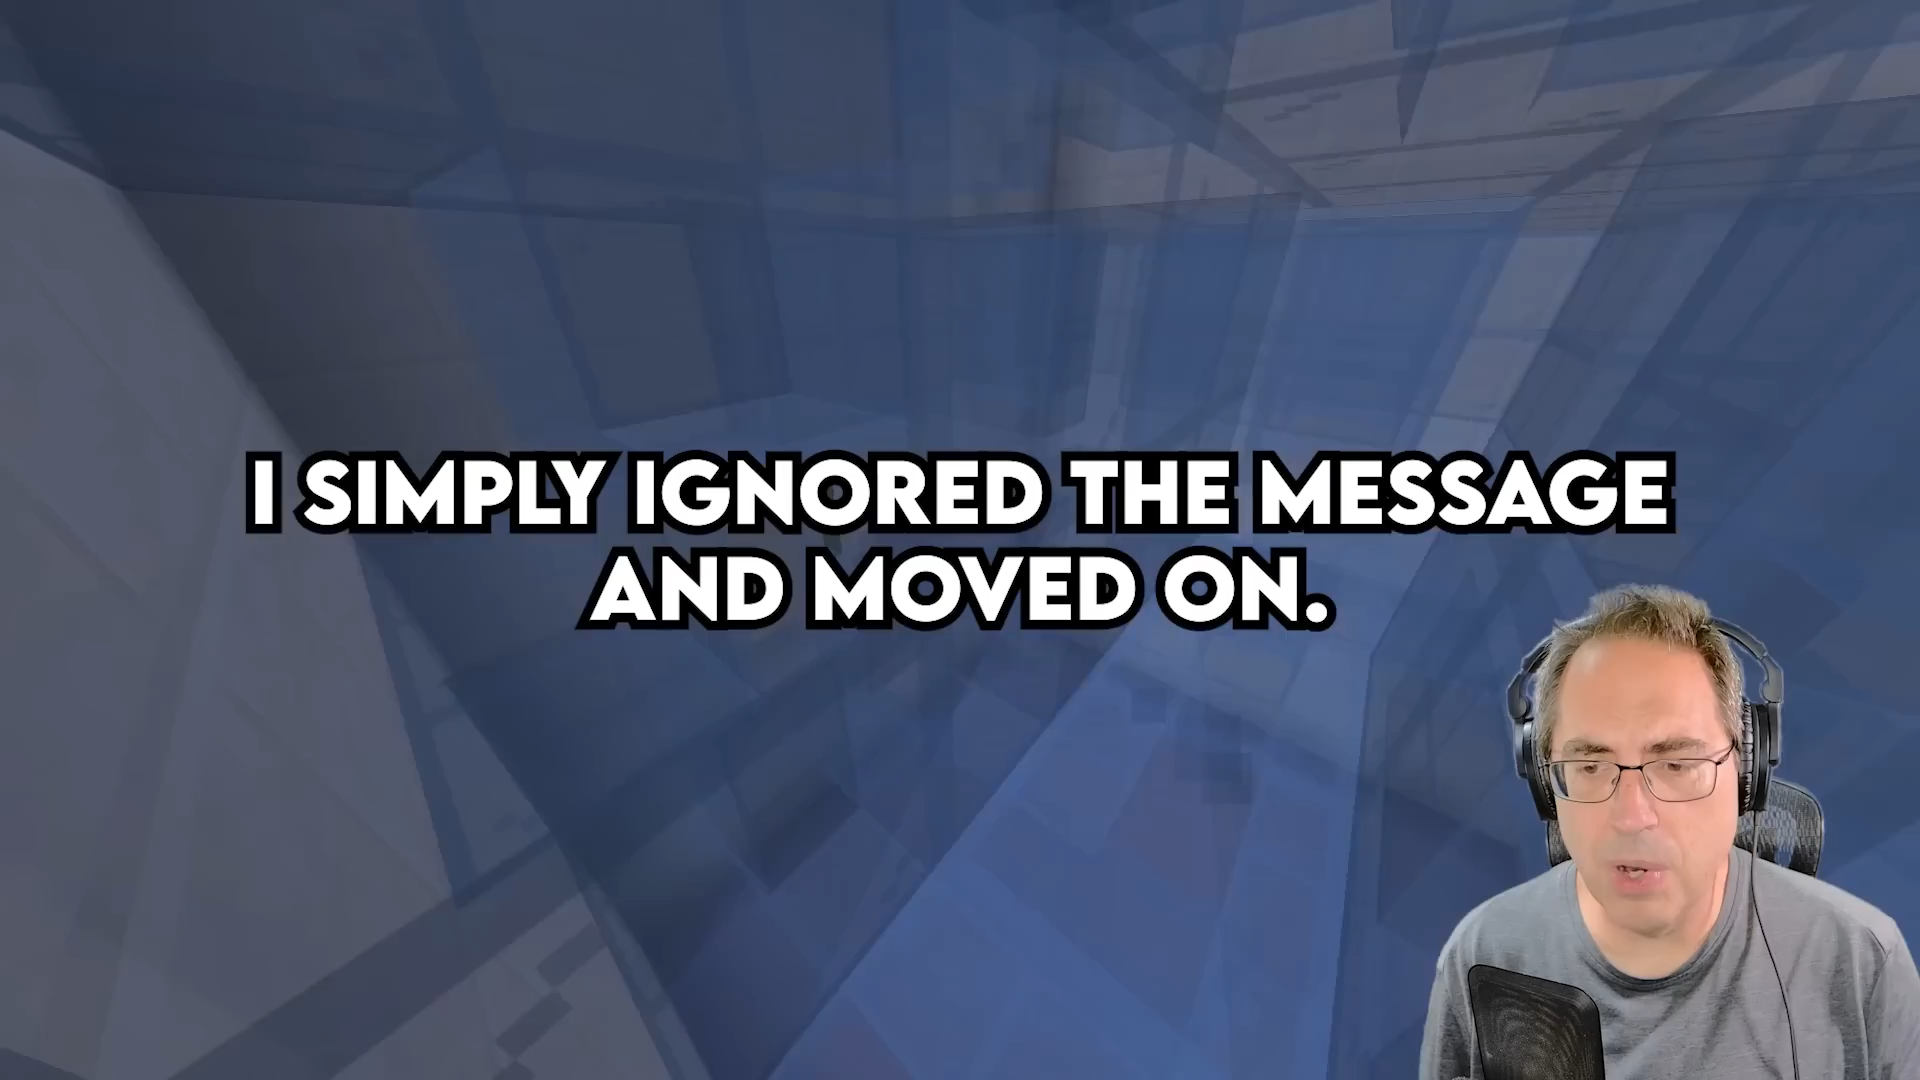 I SIMPLY IGNORED THE MESSAGE
AND MOVED ON.